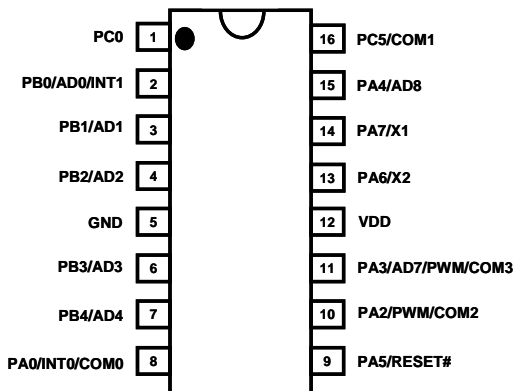 PC0 1 16 PC5/COM1
PB0/AD0/INT1 2 15 PA4/AD8
PB1/AD1 3 14 PA7/X1
PB2/AD2 4 13 PA6/X2
GND 5 12 VDD
PB3/AD3 6 11 PA3/AD7/PWM/COM3
PB4/AD4 7 10 PA2/PWM/COM2
PA0/INT0/COM0 8 9 PA5/RESET#